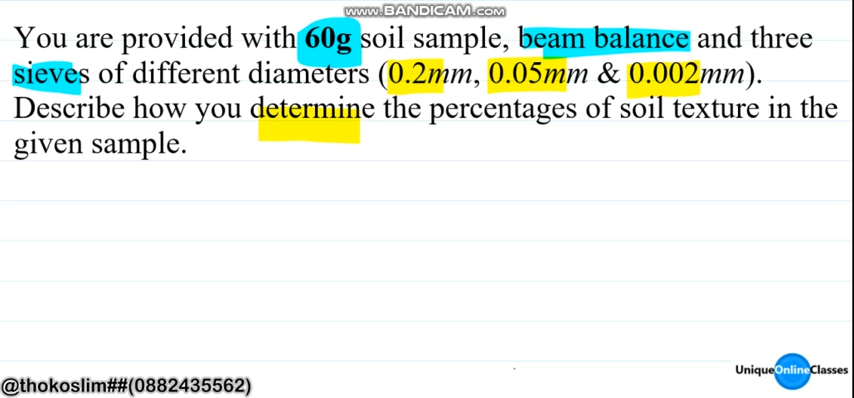 www.BANDICAM.com
You are provided with 60g soil sample, beam balance and three
sieves of different diameters (0.2mm, 0.05mm & 0.002mm).
Describe how you determine the percentages of soil texture in the
given sample.
UniqueOnlineClasses
@thokoslim##(0882435562)